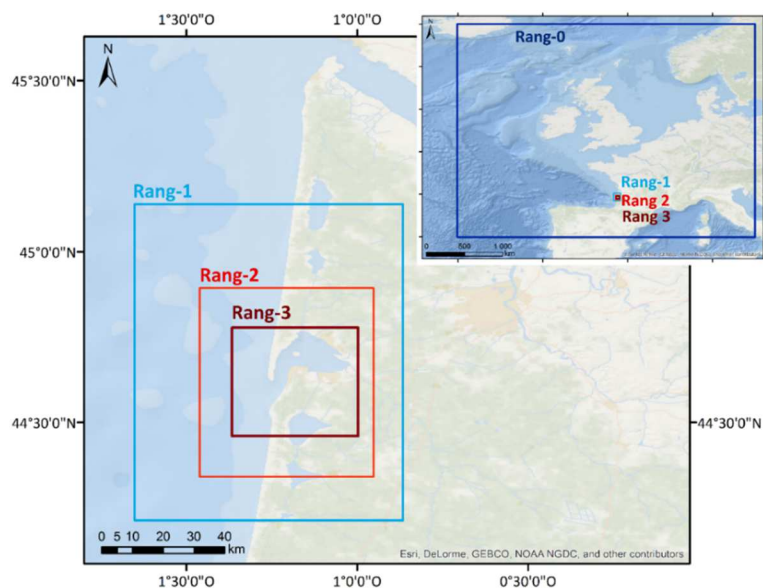 1°30'0"W 1°0'0"W
N
45°30'0"N
Rang-1
45°0'0"N
Rang-2
Rang-3
44°30'0"N
44°30'0"N
0 5 10 20 30 40
km
Esri, DeLorme, GEBCO, NOAA NGDC, and other contributors
1°30'0"W 1°0'0"W 0°30'0"W
N
Rang-0
Rang-1
Rang 2
Rang 3
0 500 1 000
km